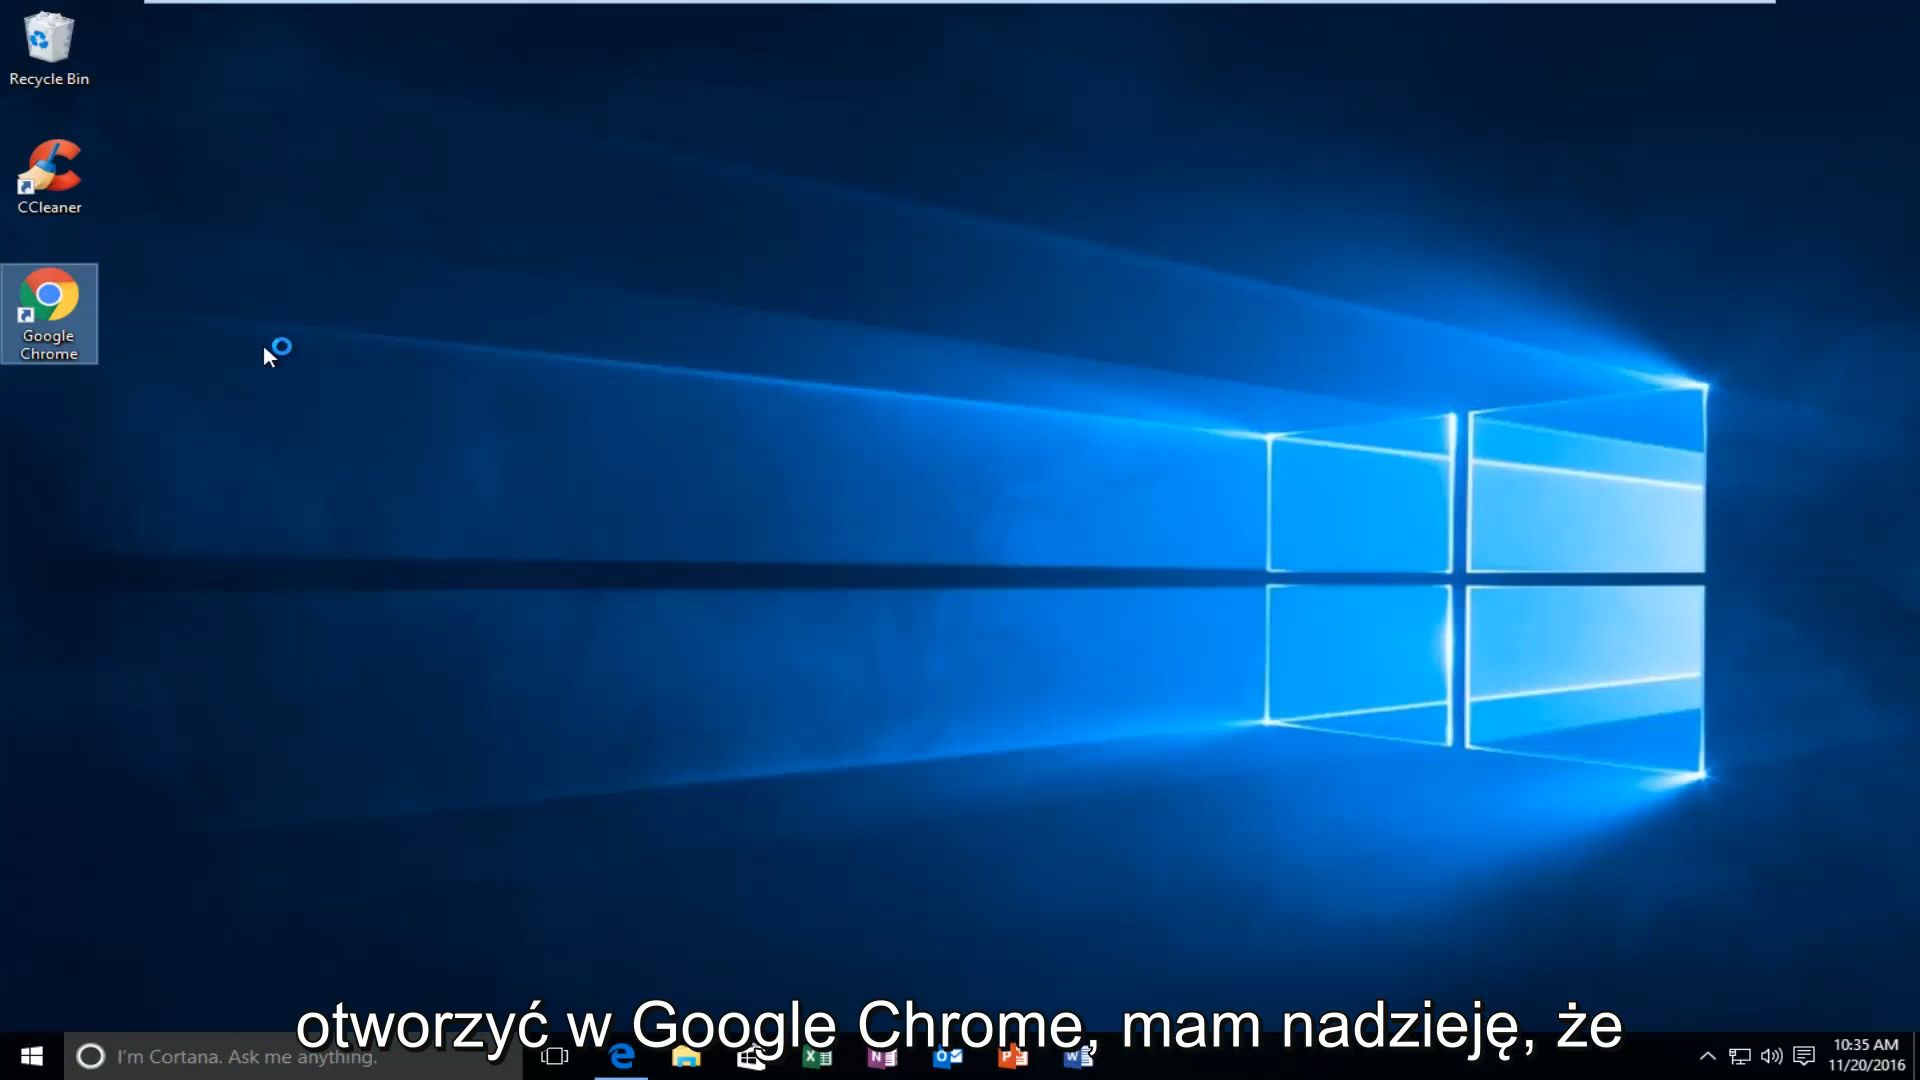 Recycle Bin
CCleaner
Google
Chrome
otworzyć w Google Chrome, mam nadzieję, że
I'm Cortana. Ask me anything.
10:35 AM
11/20/2016